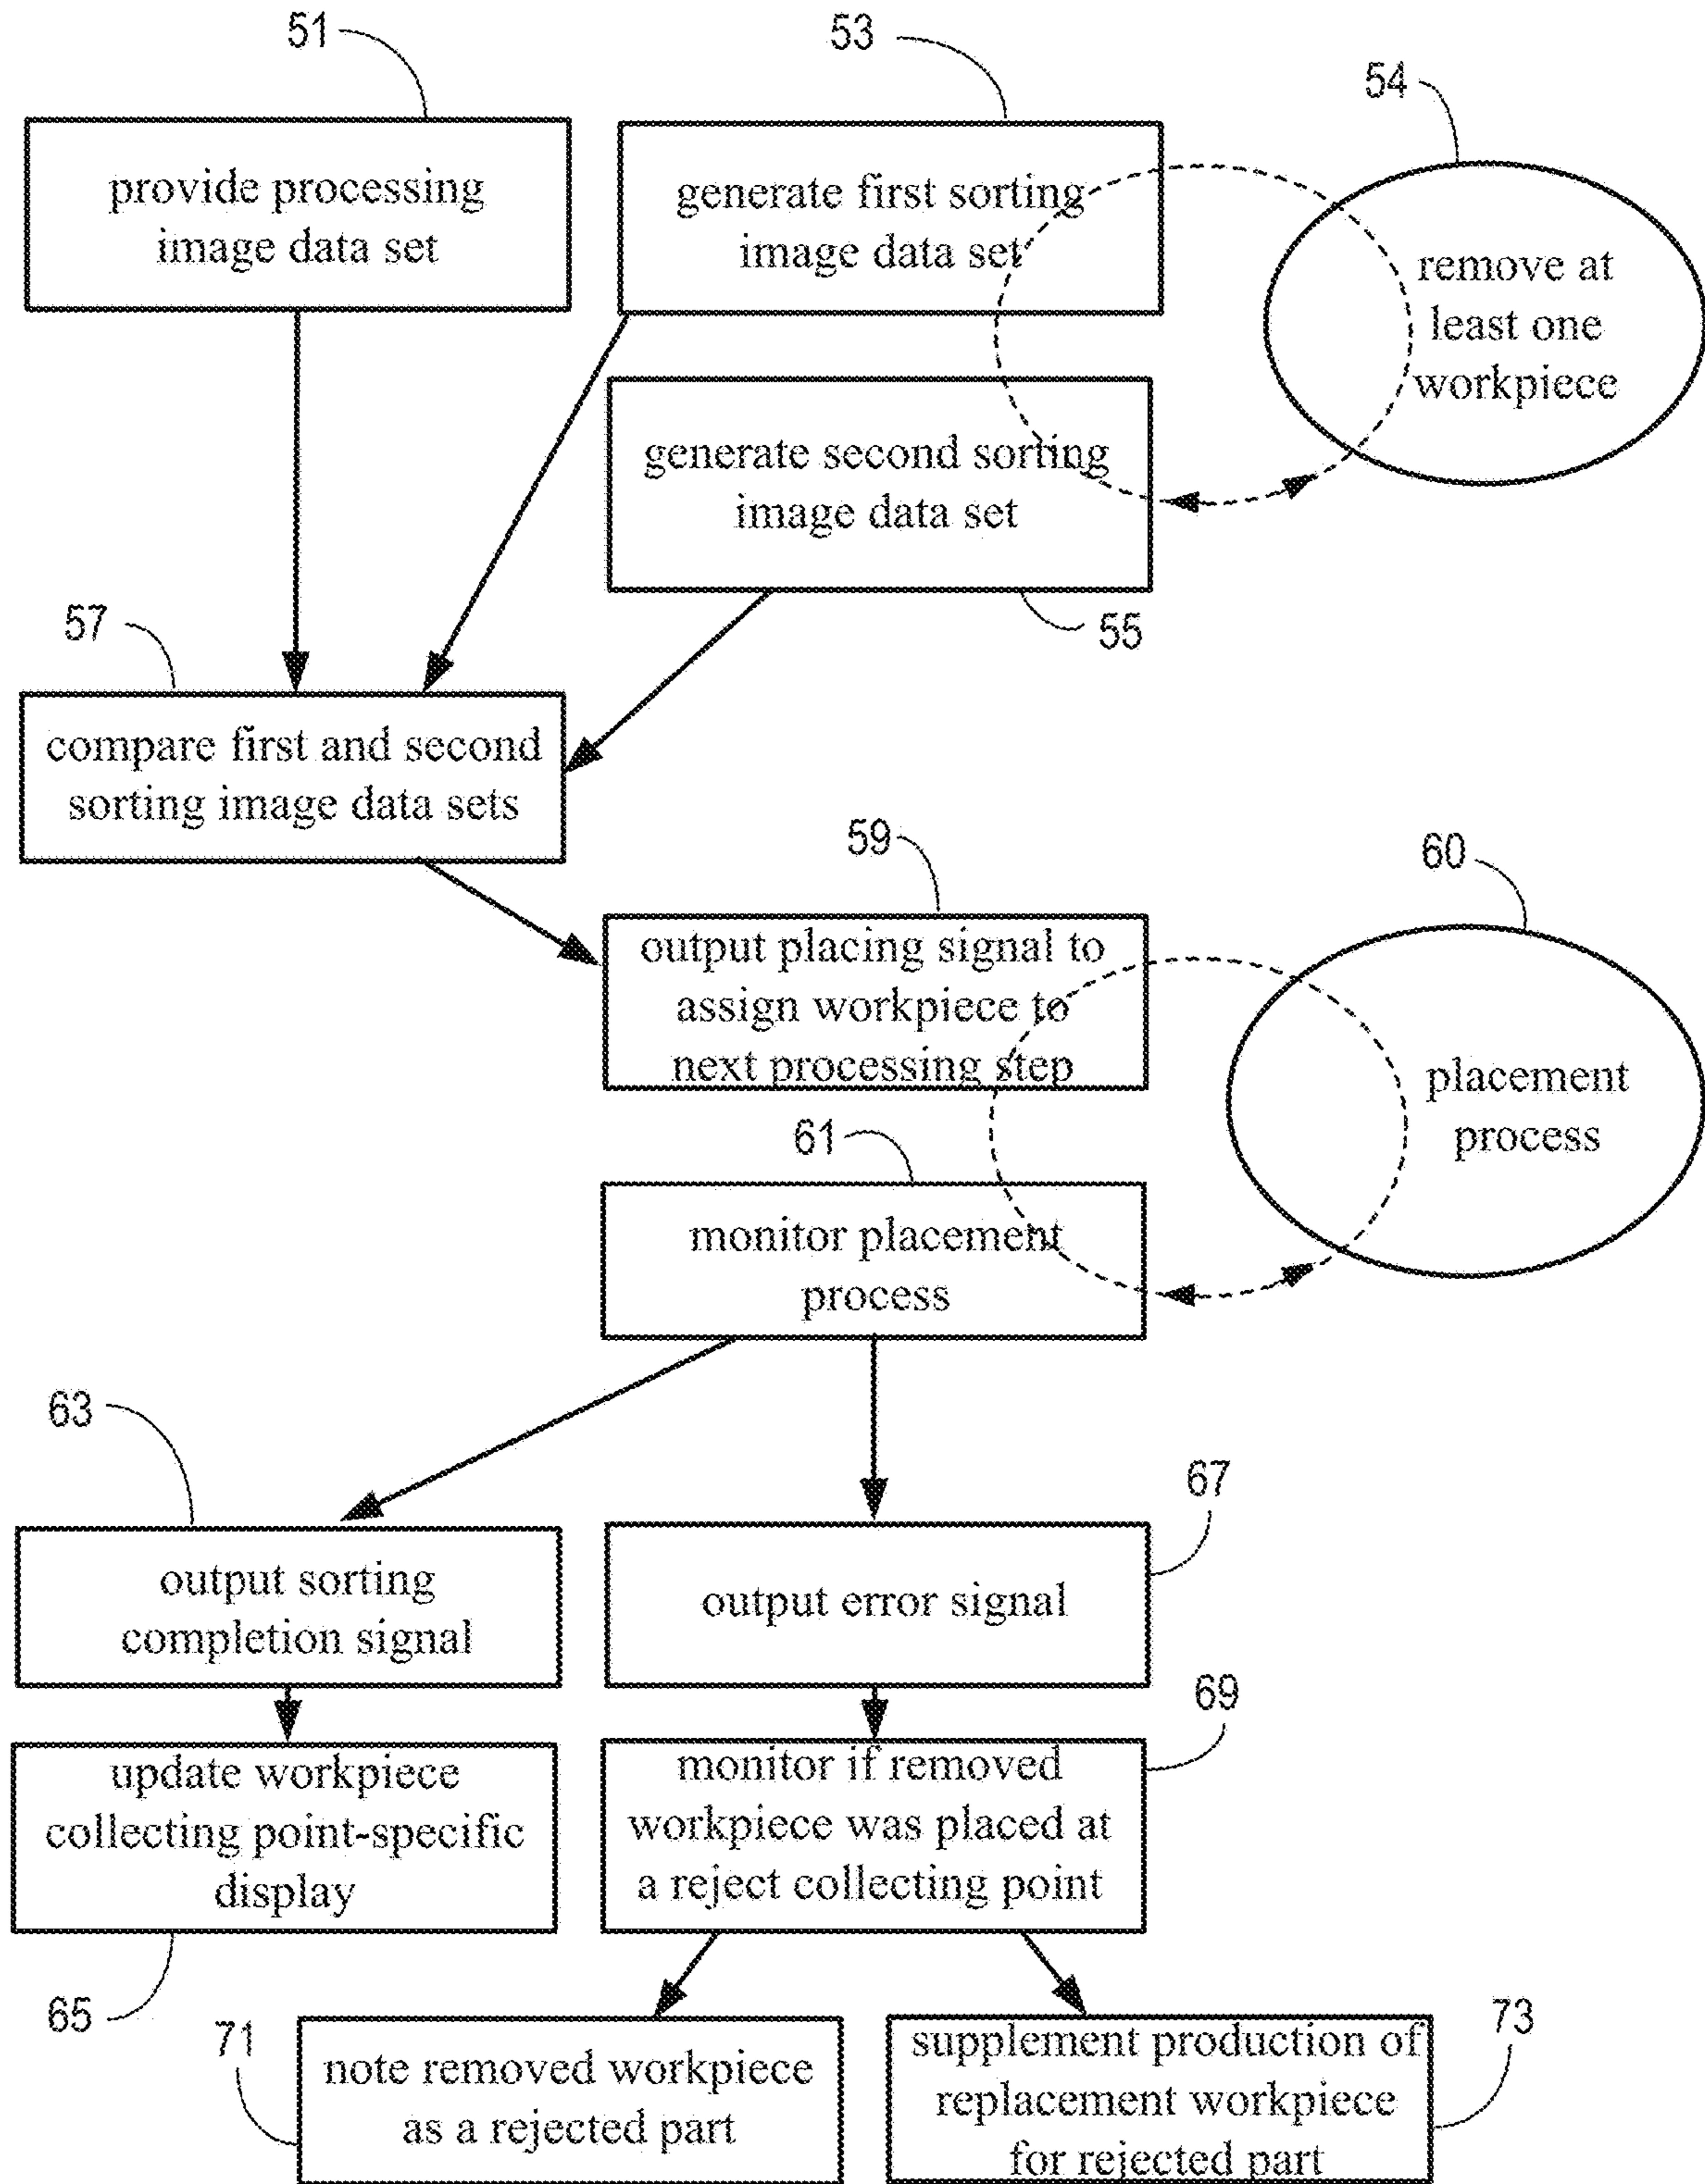 51
53
54
provide processing
image data set
generate first sorting
image data set
remove at
least one
workpiece
generate second sorting
image data set
55
57
compare first and second
sorting image data sets
59
60
output placing signal to
assign workpiece to
next processing step
placement
process
61
monitor placement
process
63
67
output sorting
completion signal
output error signal
69
update workpiece
collecting point-specific
display
monitor if removed
workpiece was placed at
a reject collecting point
65
71
73
note removed workpiece
as a rejected part
supplement production of
replacement workpiece
for rejected part